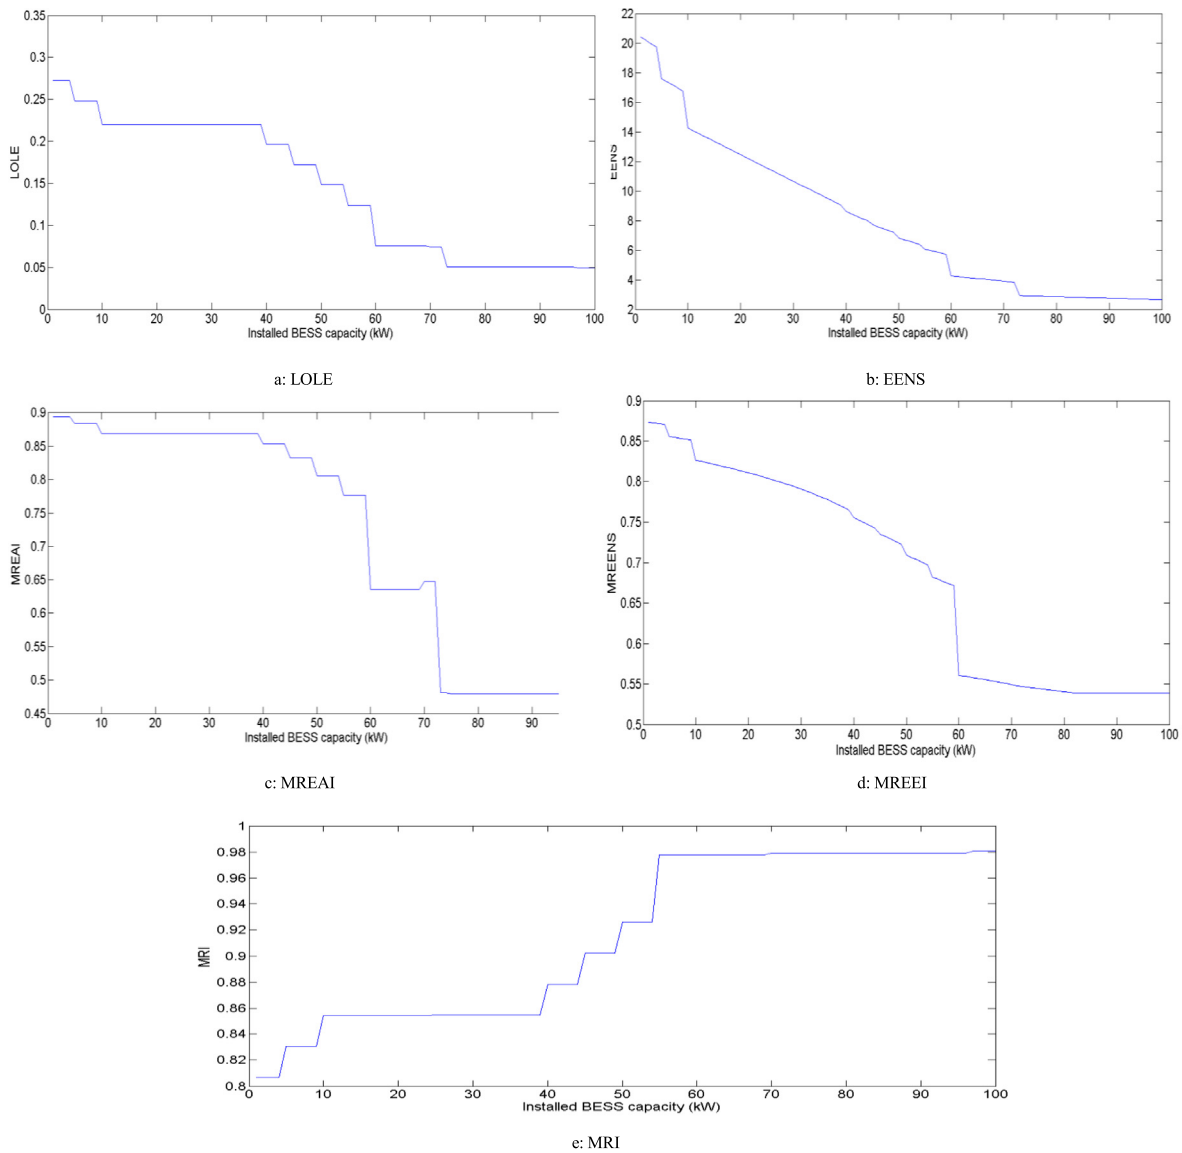 0.35
0.3
0.25
0.2
0.15
0.1
0.05
0
LOLE
0 10 20 30 40 50 60 70 80 90 100
Installed BESS capacity (kW)
a: LOLE
22
20
18
16
14
12
10
8
6
4
2
EENS
0 10 20 30 40 50 60 70 80 90 100
Installed BESS capacity (kW)
b: EENS
0.9
0.85
0.8
0.75
0.7
0.65
0.6
0.55
0.5
0.45
MREAI
0 10 20 30 40 50 60 70 80 90
Installed BESS capacity (kW)
c: MREAI
0.9
0.85
0.8
0.75
0.7
0.65
0.6
0.55
0.5
MREENS
0 10 20 30 40 50 60 70 80 90 100
Installed BESS capacity (kW)
d: MREEI
1
0.98
0.96
0.94
0.92
0.9
0.88
0.86
0.84
0.82
0.8
MRI
0 10 20 30 40 50 60 70 80 90 100
Installed BESS capacity (kW)
e: MRI